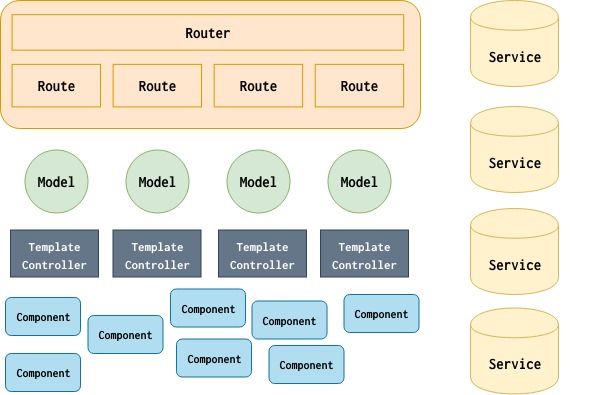 Router
Route
Route
Route
Route
Model
Model
Model
Model
Template
Controller
Template
Controller
Template
Controller
Template
Controller
Component
Component
Component
Component
Component
Component
Component
Component
Service
Service
Service
Service